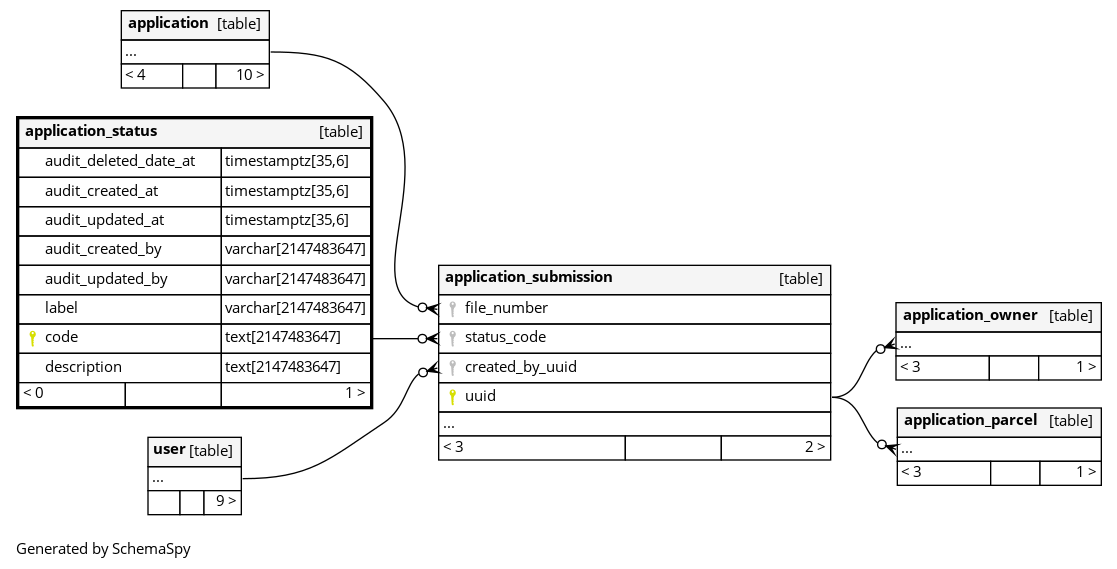 application [table]
...
< 4 10 >
application_status [table]
audit_deleted_date_at timestamptz[35,6]
audit_created_at timestamptz[35,6]
audit_updated_at timestamptz[35,6]
audit_created_by varchar[2147483647]
audit_updated_by varchar[2147483647]
label varchar[2147483647]
code text[2147483647]
description text[2147483647]
< 0 1 >
user [table]
...
9 >
application_submission [table]
file_number
status_code
created_by_uuid
uuid
...
< 3 2 >
application_owner [table]
...
< 3 1 >
application_parcel [table]
...
< 3 1 >
Generated by SchemaSpy